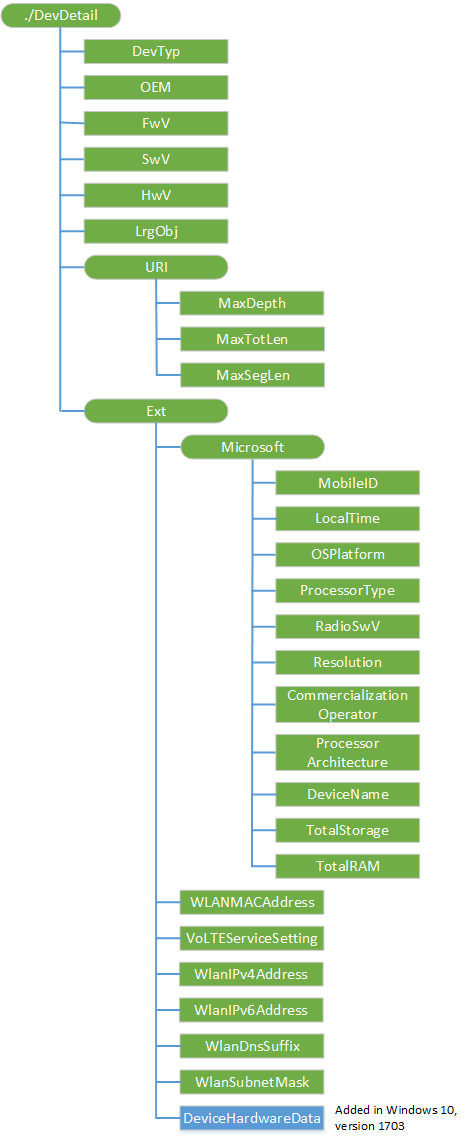 ./DevDetail
DevTyp
OEM
FwV
SwV
HwV
LrgObj
URI
MaxDepth
MaxTotLen
MaxSegLen
Ext
Microsoft
MobileID
LocalTime
OSPlatform
ProcessorType
RadioSwV
Resolution
Commercialization
Operator
Processor
Architecture
DeviceName
TotalStorage
TotalRAM
WLANMACAddress
VoLTEServiceSetting
WlanIPv4Address
WlanIPv6Address
WlanDnsSuffix
WlanSubnetMask
DeviceHardwareData
Added in Windows 10,
version 1703